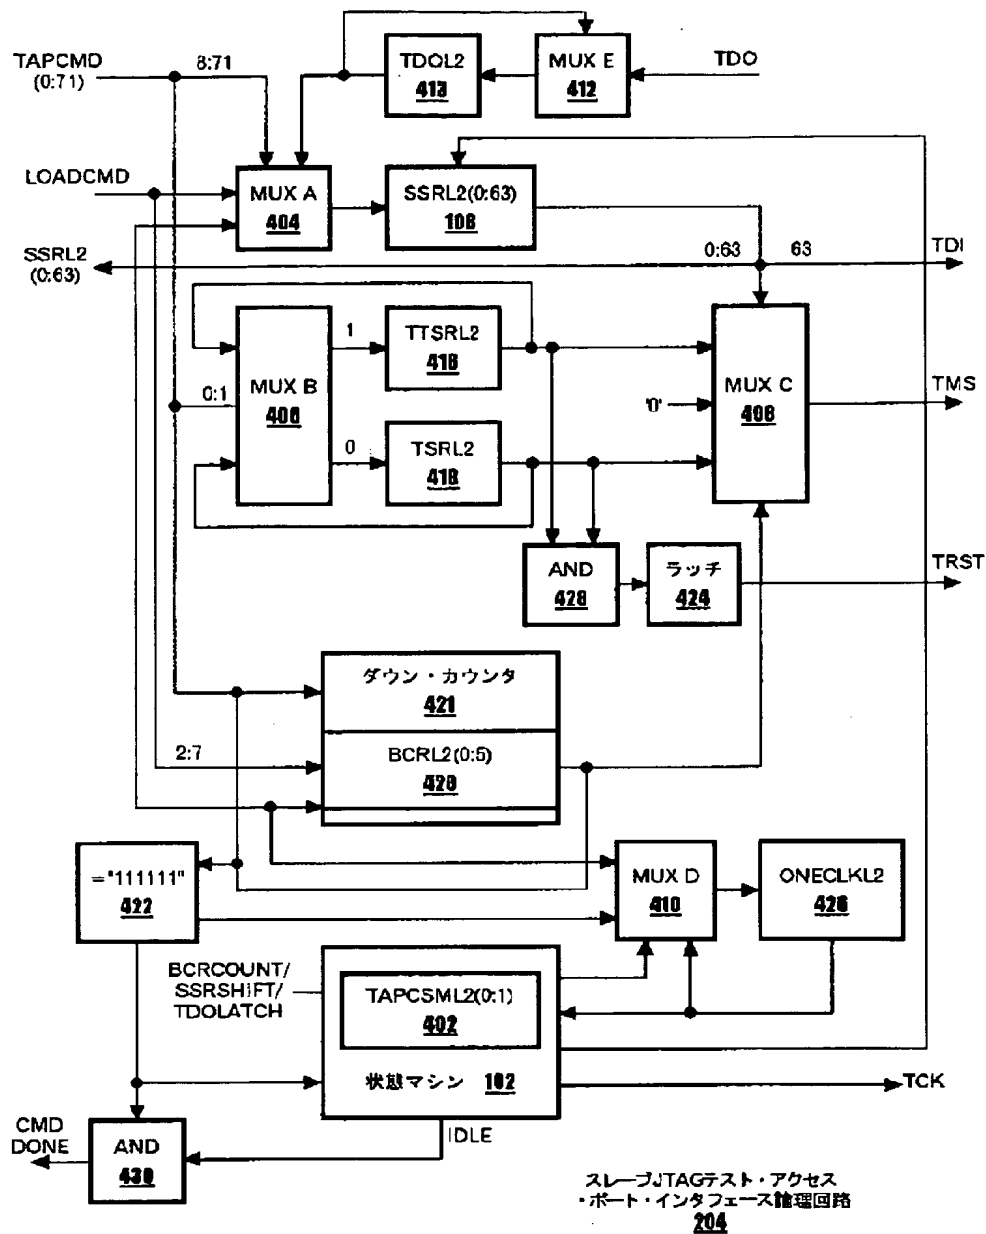 TAPCMD
(0:71)
8:71
TDOL2
413
MUX E
412
TDO
LOADCMD
MUX A
404
SSRL2(0:63)
108
SSRL2
(0:63)
0:63
63
TDI
MUX B
406
0:1
1
0
TTSRL2
416
TSRL2
418
'0'
MUX C
408
TMS
AND
428
ラッチ
424
TRST
ダウン・カウンタ
421
2:7
BCRL2(0:5)
420
="111111"
422
MUX D
410
ONECLKL2
426
BCRCOUNT/
SSRSHIFT/
TDOLATCH
TAPCSML2(0:1)
402
状態マシン 102
TCK
IDLE
CMD
DONE
AND
430
スレーブJTAGテスト・アクセス
・ポート・インタフェース論理回路
204